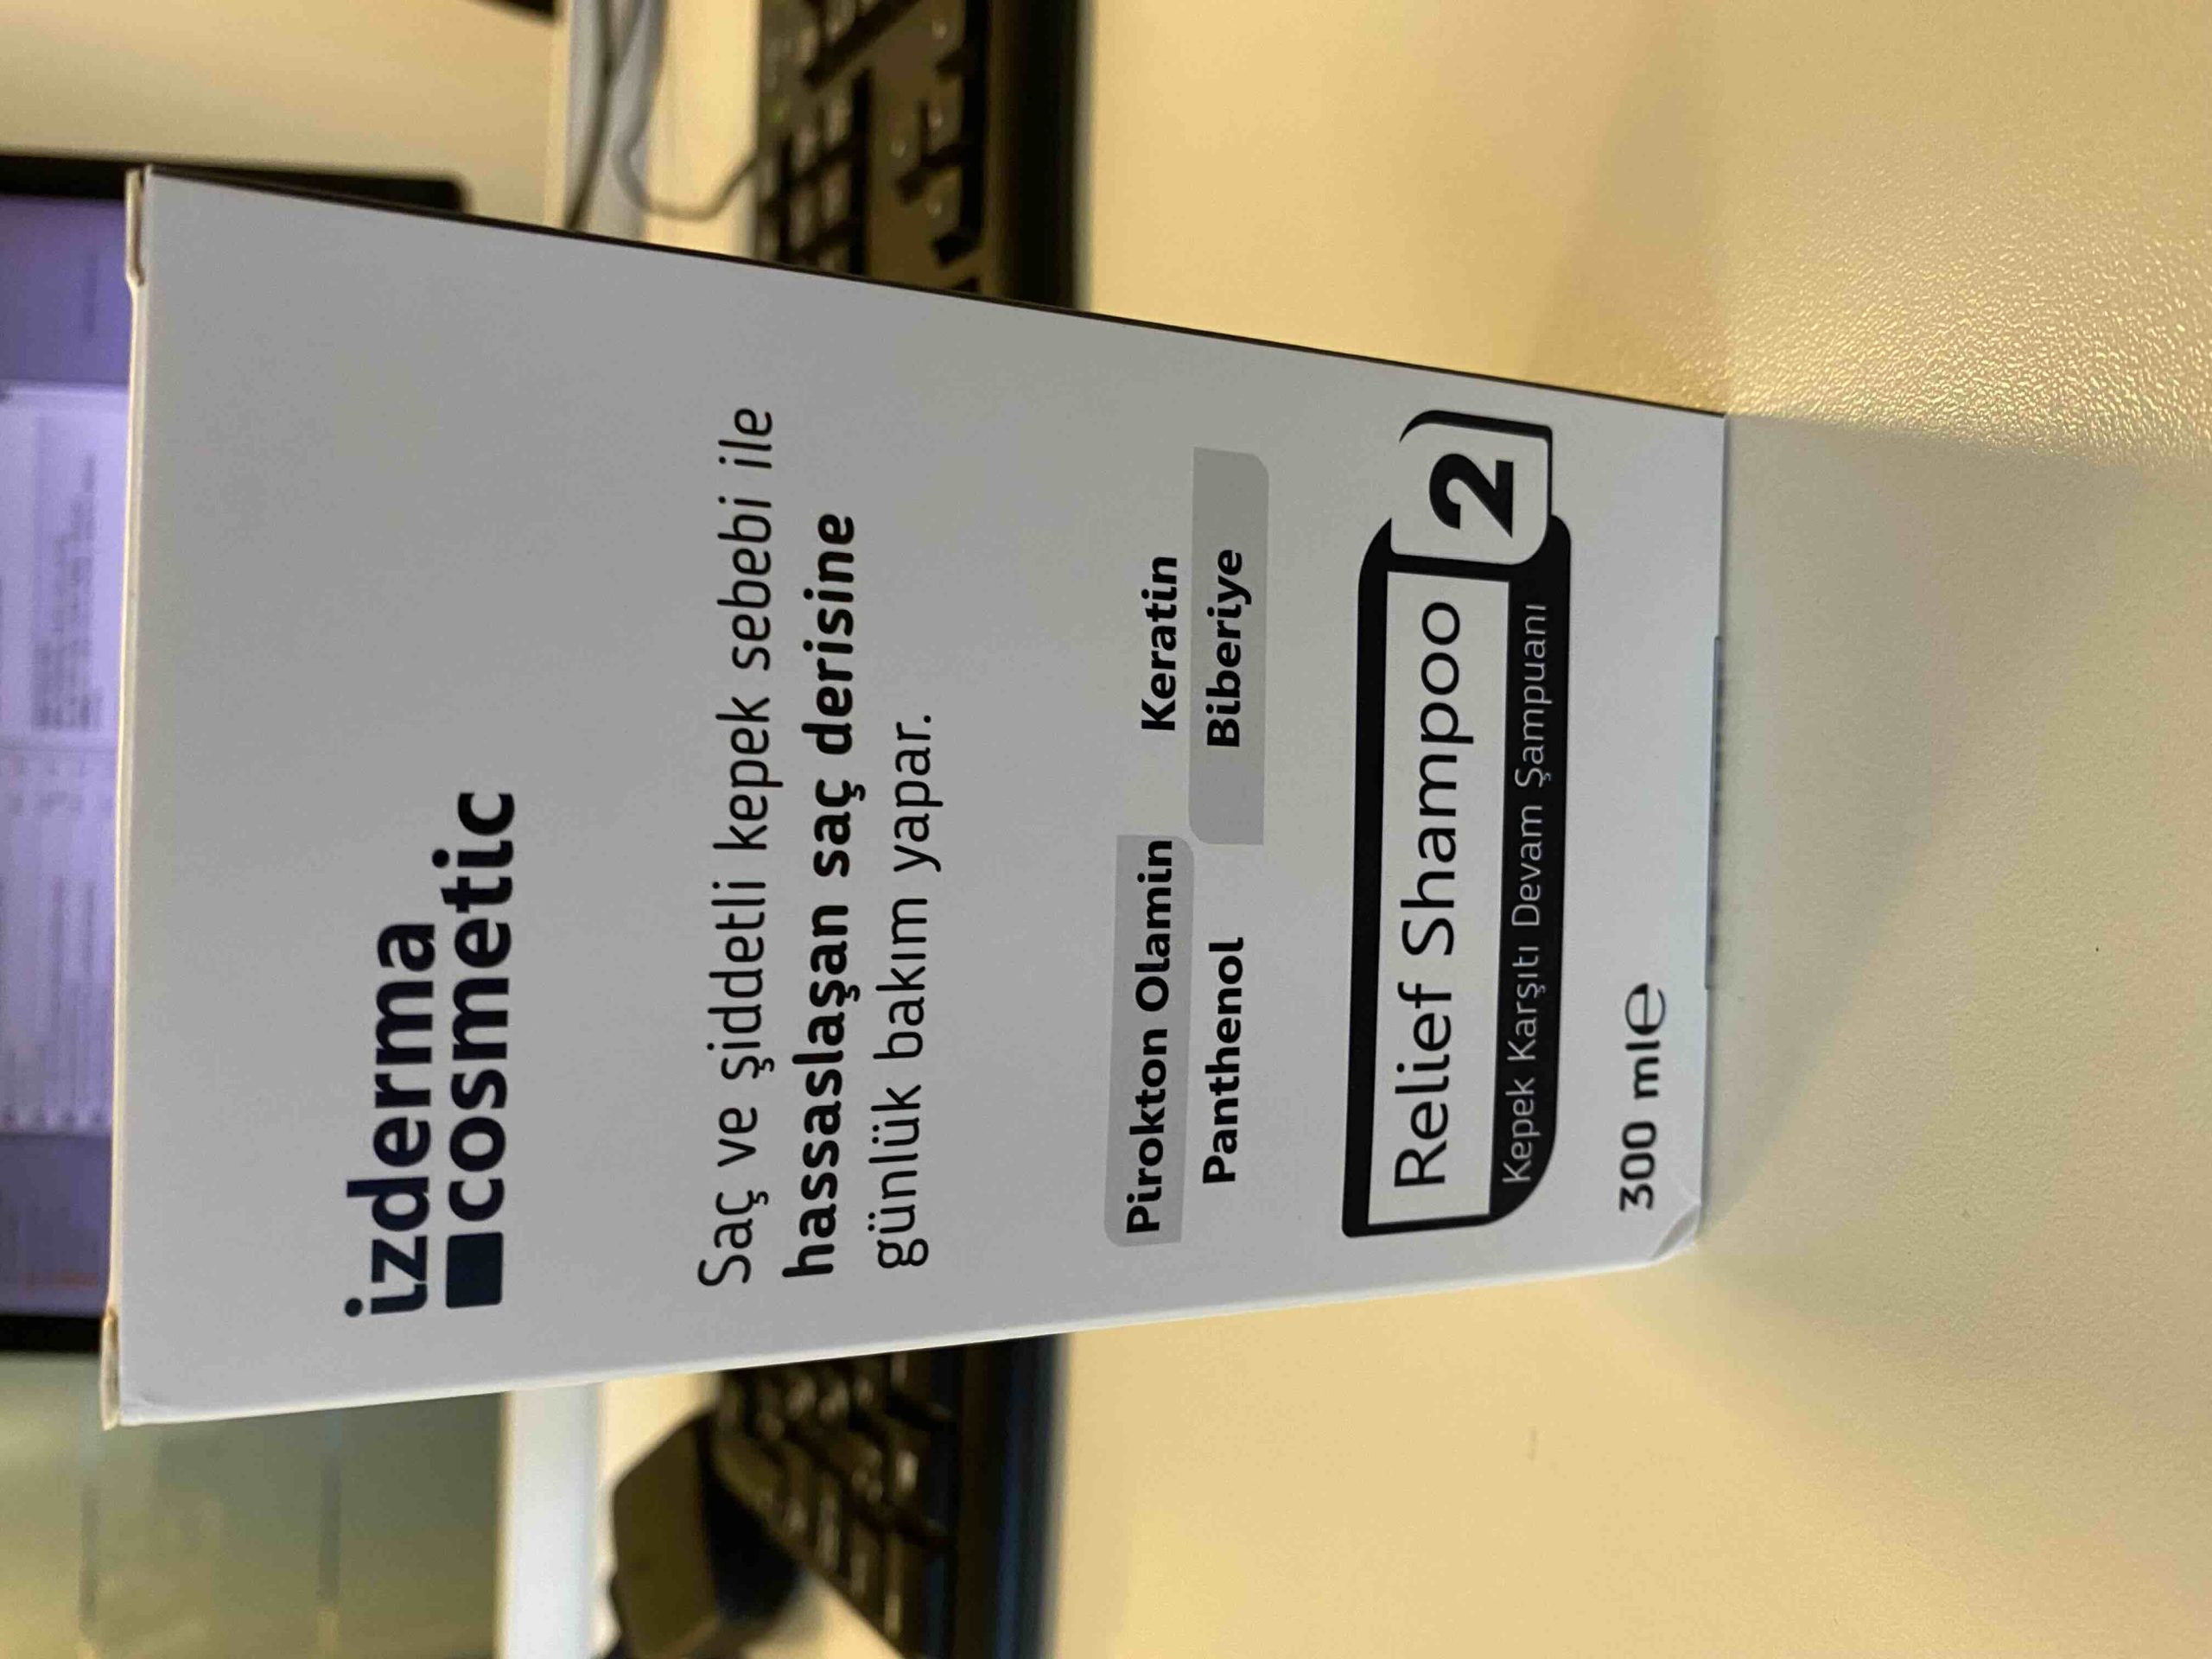 izderma
cosmetic
Saç ve şiddetli kepek sebebi ile
hassaslaşan saç derisine
günlük bakım yapar.
Pirokton Olamin
Keratin
Panthenol
Biberiye
Relief Shampoo 2
Kepek Karşıtı Devam Şampuanı
300 ml℮